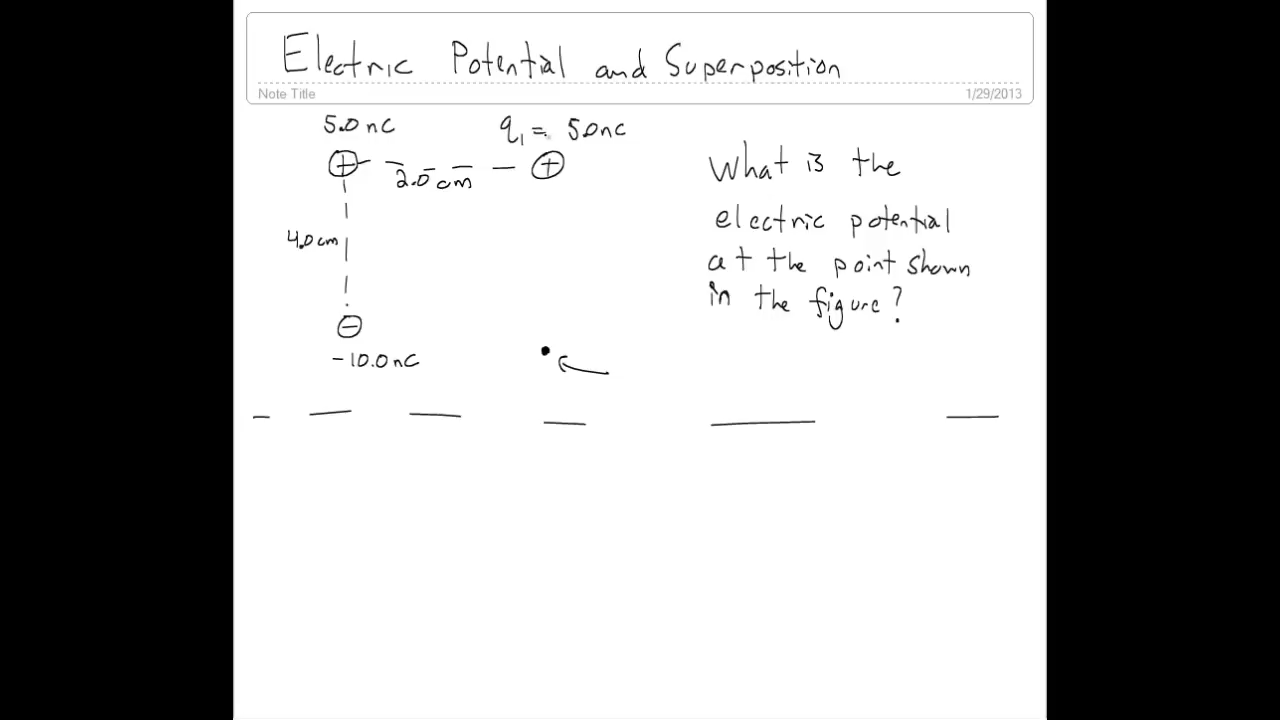 Electric Potential and Superposition
Note Title
1/29/2013
5.0 nC
q₁ = 5.0 nC
+
+
2.0 cm
4.0 cm
−
−10.0 nC
What is the
electric potential
at the point shown
in the figure?